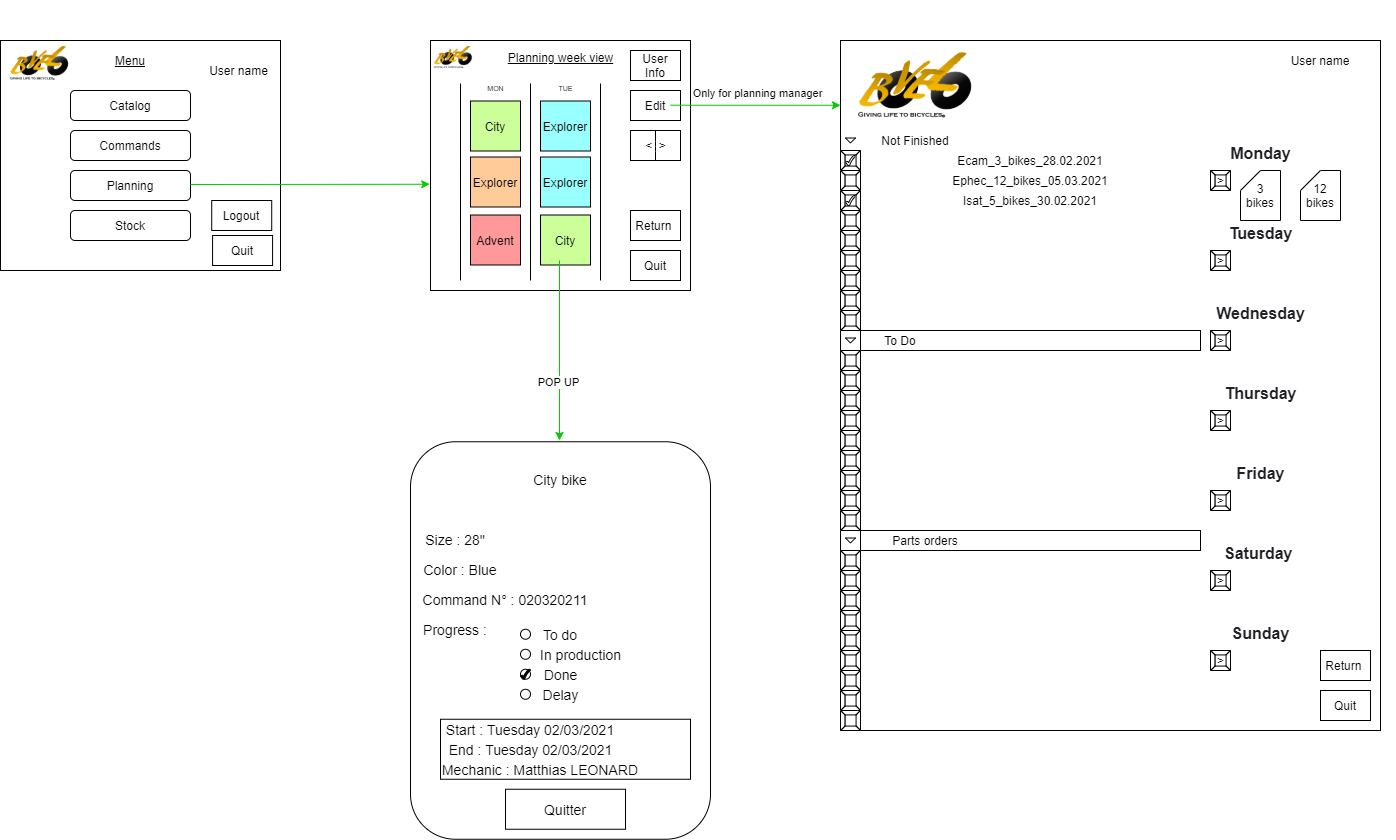 GIVING LIFE TO BICYCLES
Menu
User name
Catalog
Commands
Planning
Stock
Logout
Quit
Planning week view
User
Info
MON
TUE
City
Explorer
Explorer
Explorer
Advent
City
Edit
<
>
Return
Quit
Only for planning manager
POP UP
City bike
Size : 28"
Color : Blue
Command N° : 020320211
Progress :
To do
In production
Done
Delay
Start : Tuesday 02/03/2021
End : Tuesday 02/03/2021
Mechanic : Matthias LEONARD
Quitter
GIVING LIFE TO BICYCLES
User name
Not Finished
Ecam_3_bikes_28.02.2021
Ephec_12_bikes_05.03.2021
Isat_5_bikes_30.02.2021
To Do
Parts orders
Monday
>
3
bikes
12
bikes
Tuesday
>
Wednesday
>
Thursday
>
Friday
>
Saturday
>
Sunday
>
Return
Quit